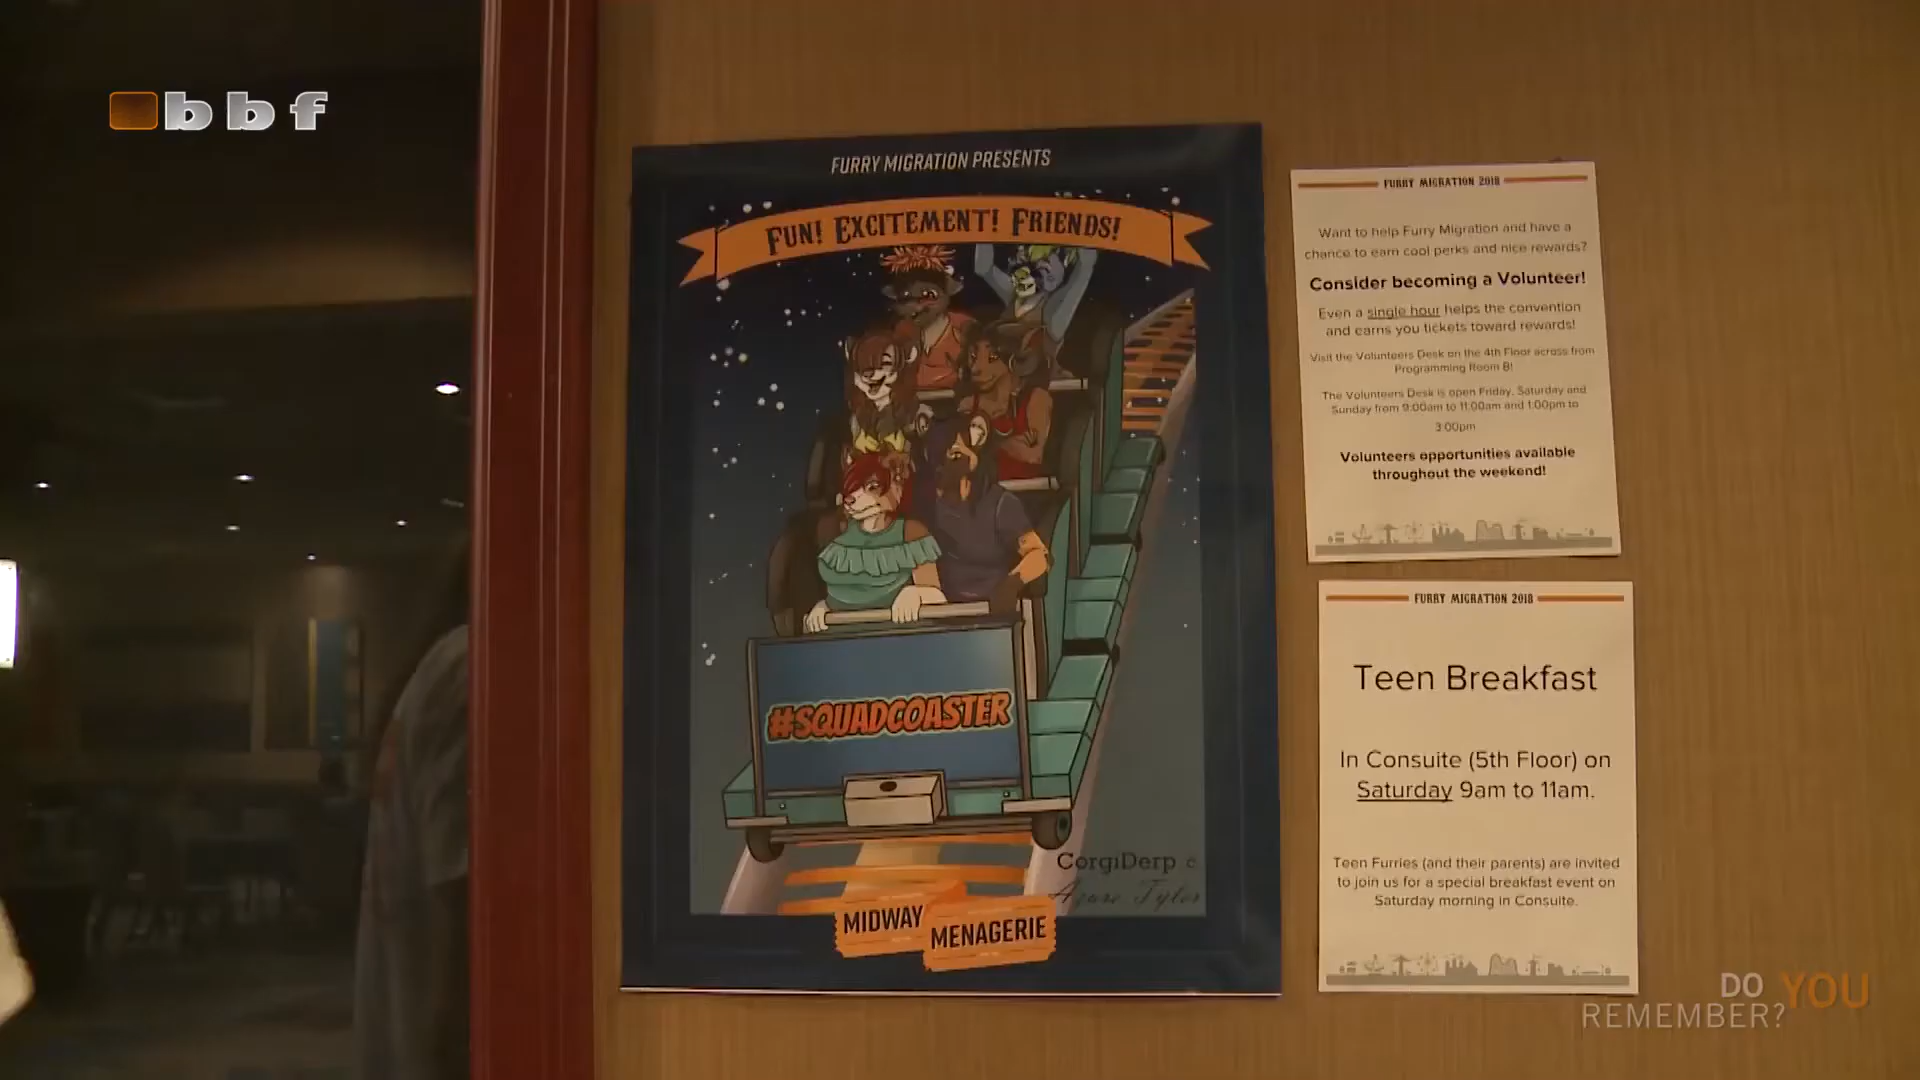 bbf
FURRY MIGRATION PRESENTS
FUN! EXCITEMENT! FRIENDS!
#SQUADCOASTER
CorgiDerp c
Azure Tyler
MIDWAY
MENAGERIE
FURRY MIGRATION 2018
Want to help Furry Migration and have a
chance to earn cool perks and nice rewards?
Consider becoming a Volunteer!
Even a single hour helps the convention
and earns you tickets toward rewards!
Visit the Volunteers Desk on the 4th Floor across from
Programming Room B!
The Volunteers Desk is open Friday, Saturday and
Sunday from 9:00am to 11:00am and 1:00pm to
3:00pm
Volunteers opportunities available
throughout the weekend!
FURRY MIGRATION 2018
Teen Breakfast
In Consuite (5th Floor) on
Saturday 9am to 11am.
Teen Furries (and their parents) are invited
to join us for a special breakfast event on
Saturday morning in Consuite.
DO YOU
REMEMBER?